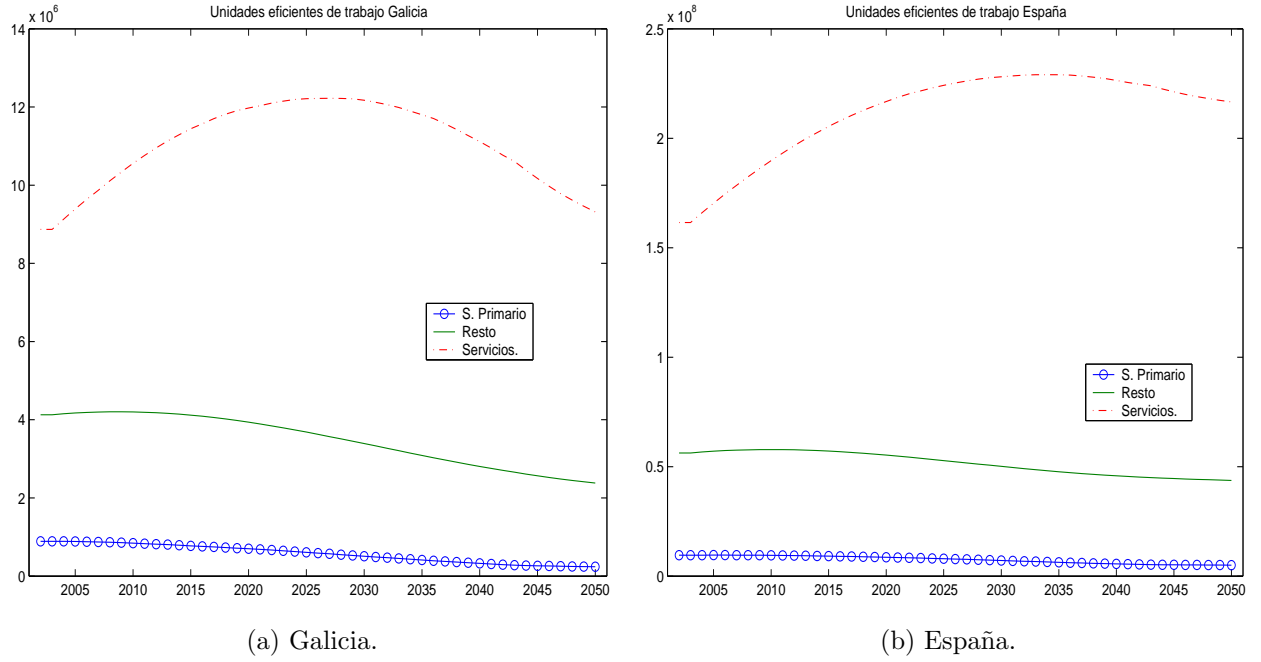 Unidades eficientes de trabajo Galicia
x 10^6
14
12
10
8
6
4
2
0
2005 2010 2015 2020 2025 2030 2035 2040 2045 2050
S. Primario
Resto
Servicios.
(a) Galicia.
Unidades eficientes de trabajo España
x 10^8
2.5
2
1.5
1
0.5
0
2005 2010 2015 2020 2025 2030 2035 2040 2045 2050
S. Primario
Resto
Servicios.
(b) España.